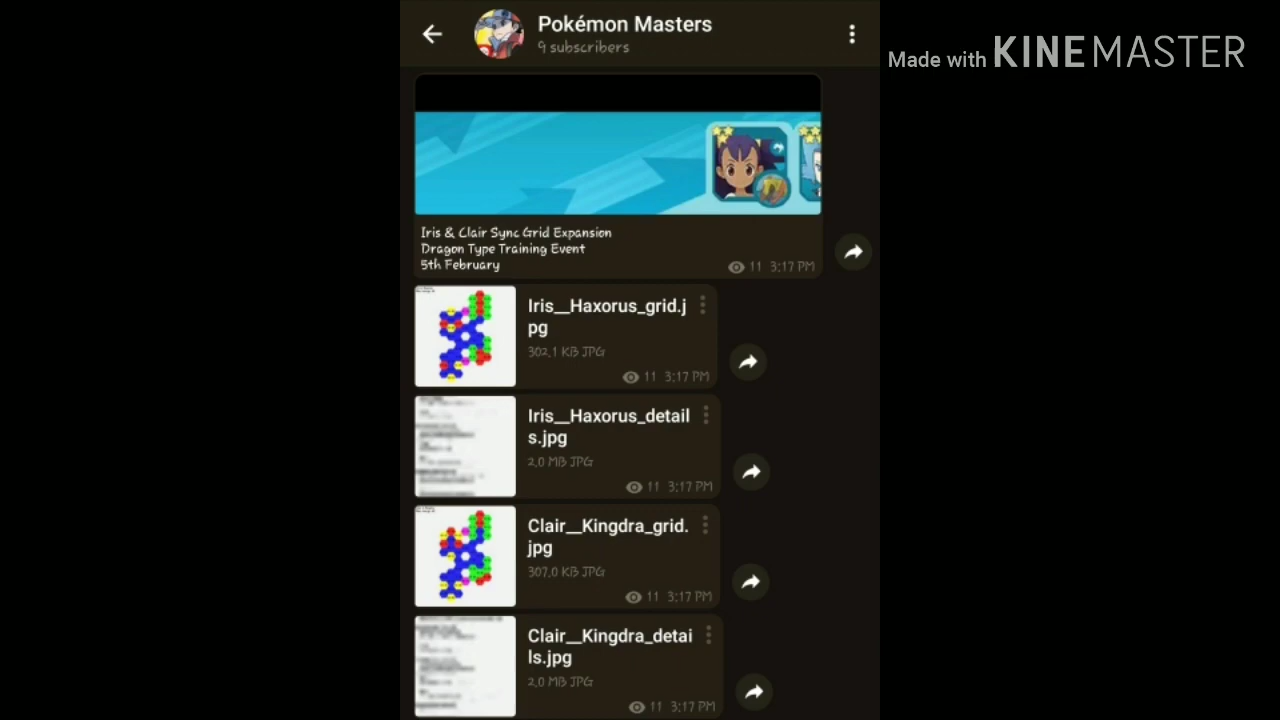 Pokémon Masters
9 subscribers
Made with KINEMASTER
Iris & Clair Sync Grid Expansion
Dragon Type Training Event
5th February
11 3:17 PM
Iris__Haxorus_grid.j
pg
302.1 KB JPG
11 3:17 PM
Iris__Haxorus_detail
s.jpg
2.0 MB JPG
11 3:17 PM
Clair__Kingdra_grid.
jpg
307.0 KB JPG
11 3:17 PM
Clair__Kingdra_detai
ls.jpg
2.0 MB JPG
11 3:17 PM